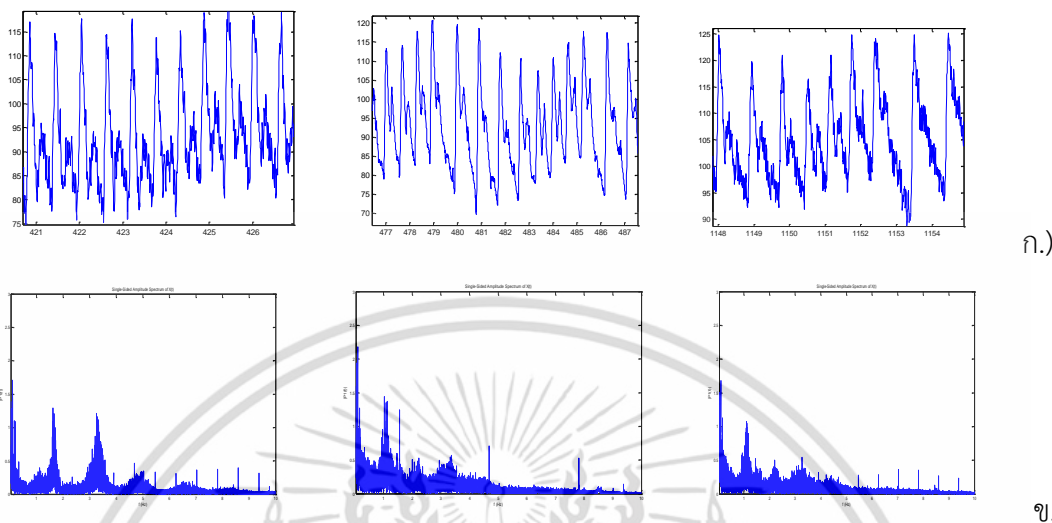 115
110
105
100
95
90
85
80
75
421 422 423 424 425 426
120
115
110
105
100
95
90
85
80
75
70
477 478 479 480 481 482 483 484 485 486 487
125
120
115
110
105
100
95
90
1148 1149 1150 1151 1152 1153 1154
ก.)
Single-Sided Amplitude Spectrum of X(t)
f (Hz)
Single-Sided Amplitude Spectrum of X(t)
f (Hz)
Single-Sided Amplitude Spectrum of X(t)
f (Hz)
ข.